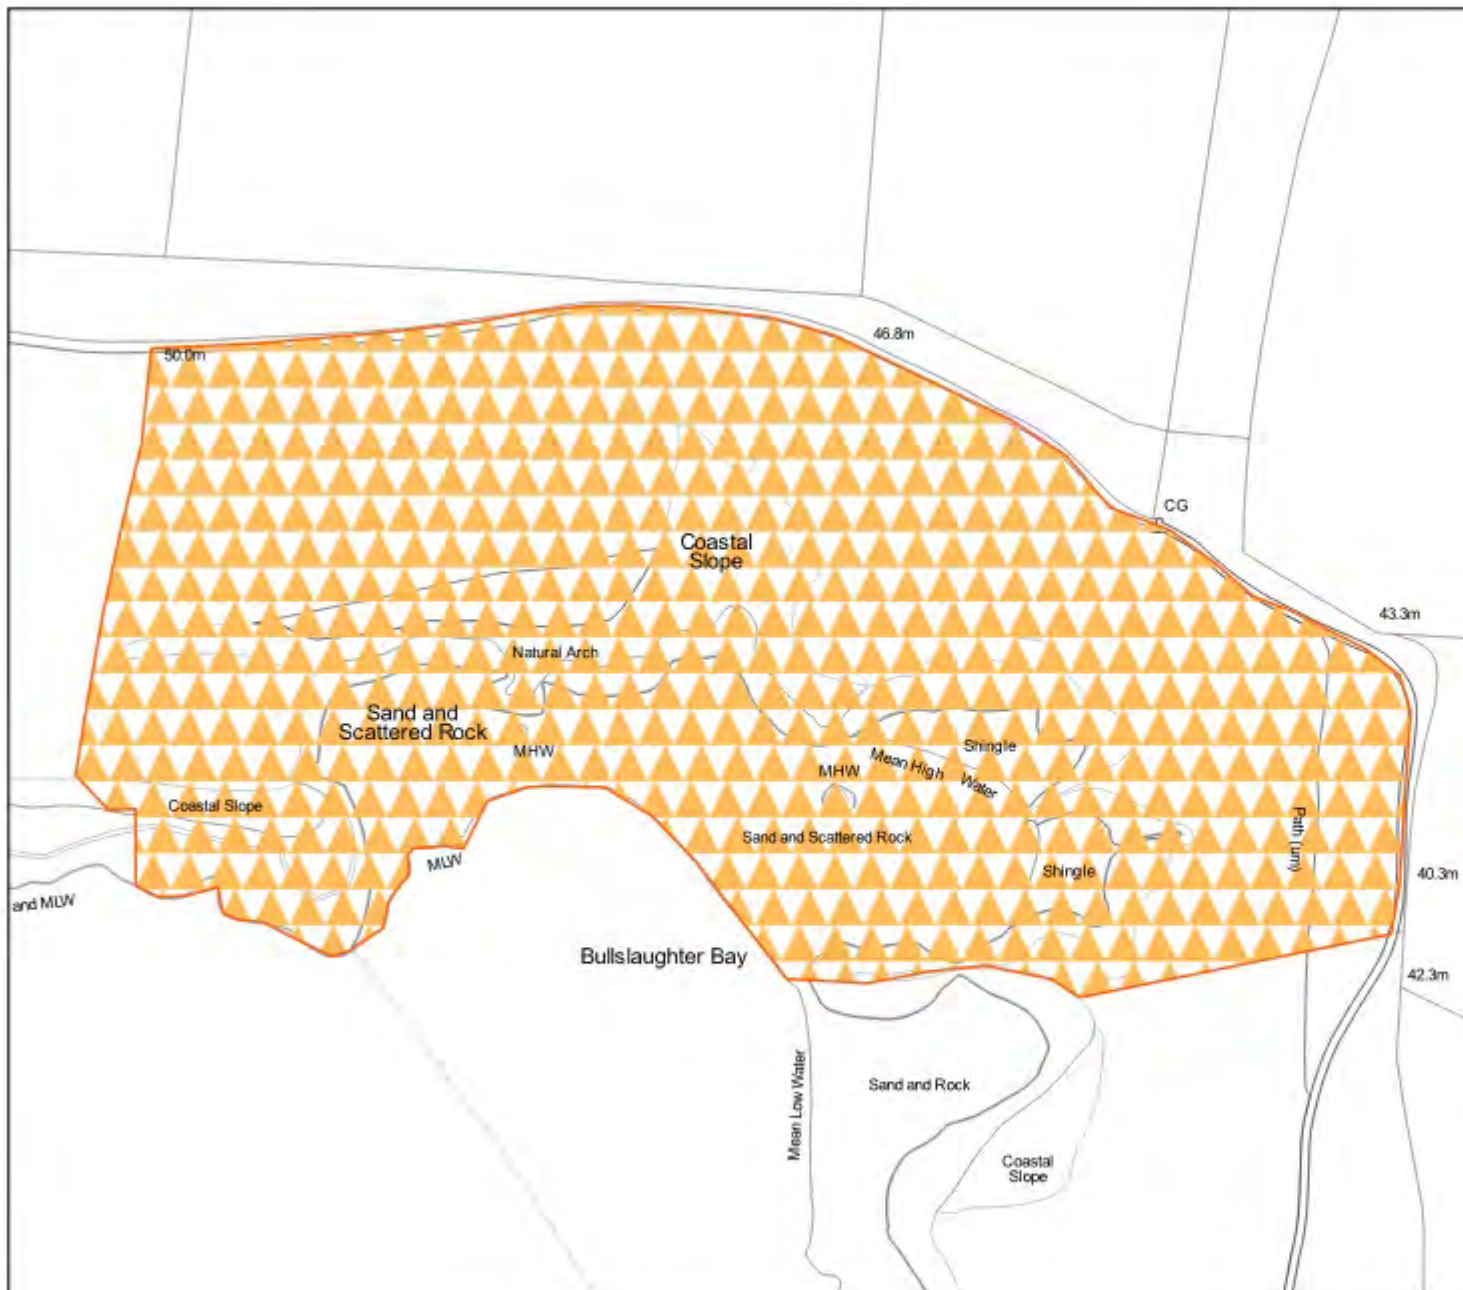 46.8m
50.0m
CG
Coastal
Slope
43.3m
Natural Arch
Sand and
Scattered Rock
MHW
Shingle
Mean High Water
MHW
Coastal Slope
Path (um)
Sand and Scattered Rock
MLW
Shingle
40.3m
and MLW
Bullslaughter Bay
42.3m
Mean Low Water
Sand and Rock
Coastal
Slope